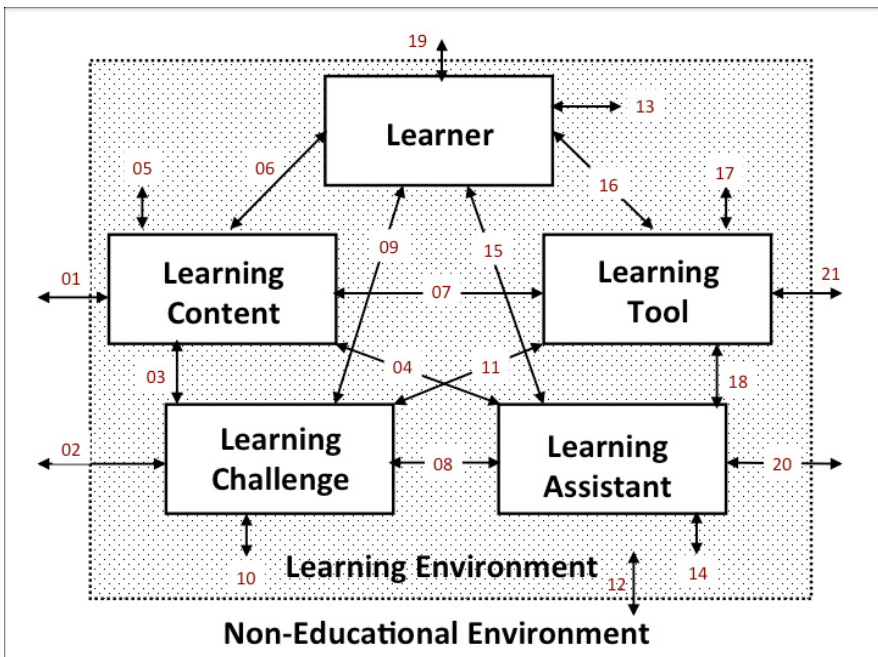 19
Learner
13
05
06
16
17
09
15
01
Learning
Content
07
Learning
Tool
21
03
04
11
18
02
Learning
Challenge
08
Learning
Assistant
20
10
Learning Environment
12
14
Non-Educational Environment